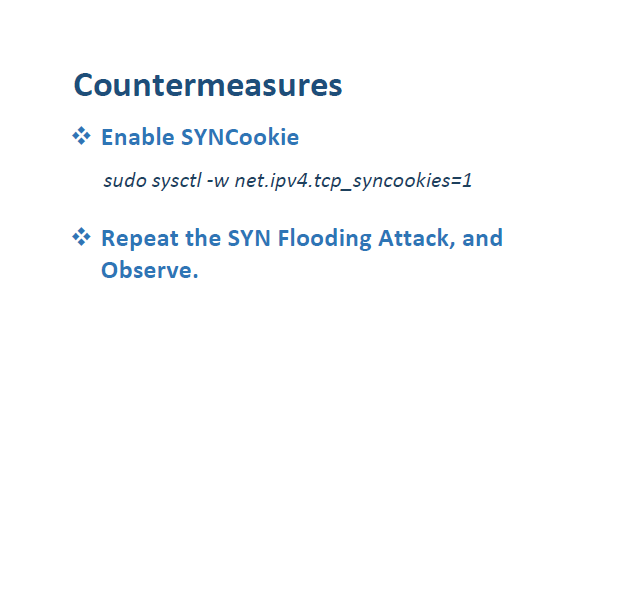 Countermeasures
❖ Enable SYNCookie
sudo sysctl -w net.ipv4.tcp_syncookies=1
❖ Repeat the SYN Flooding Attack, and
Observe.